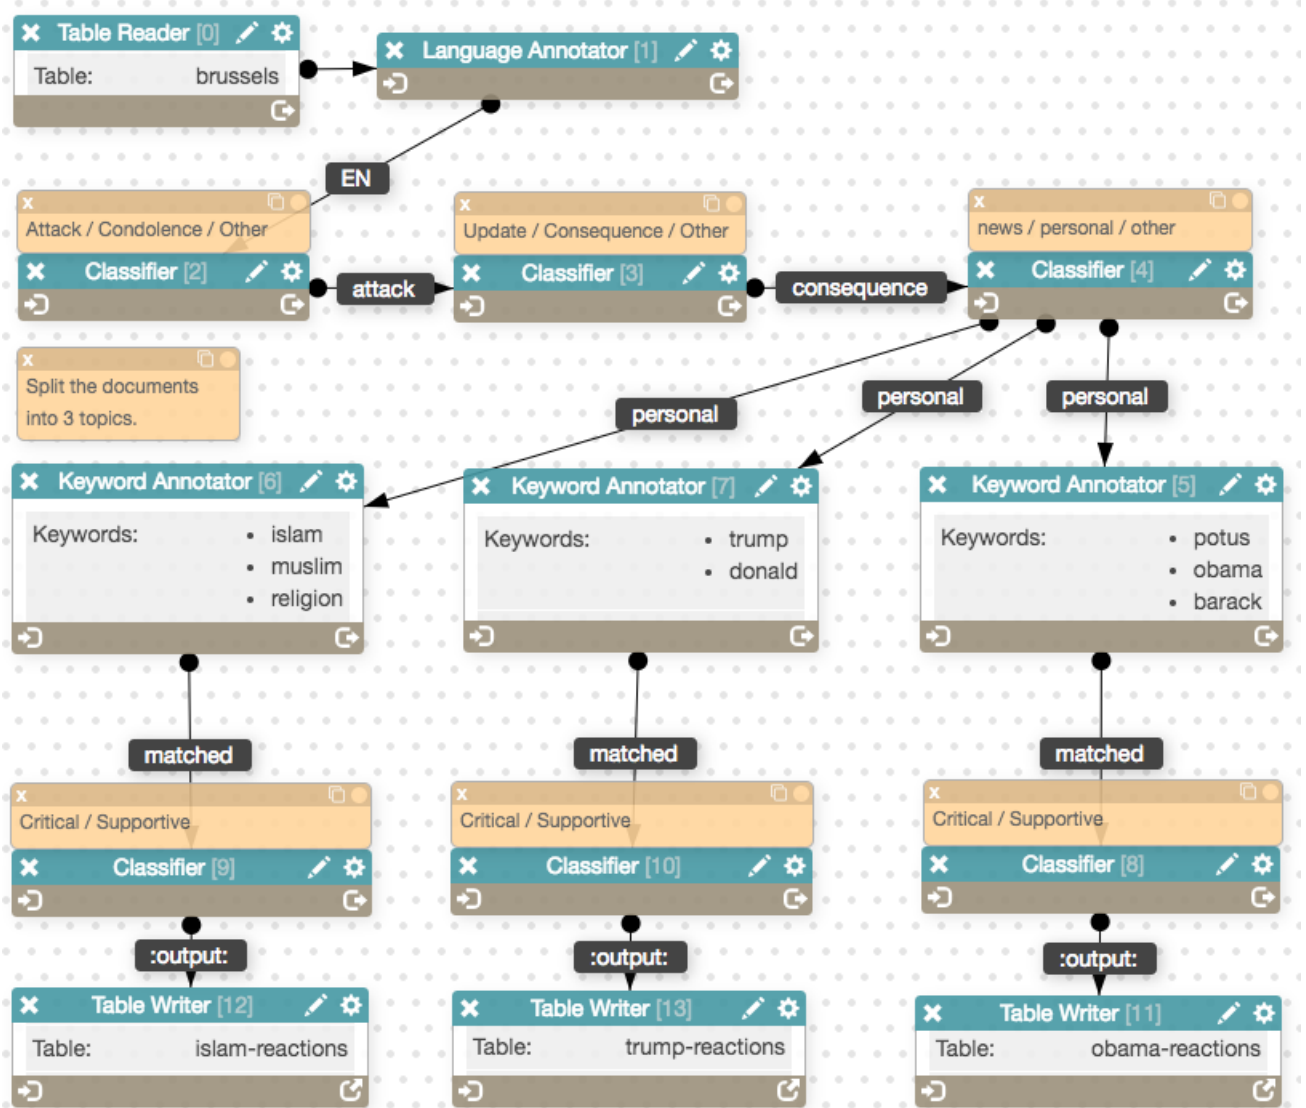 Table Reader [0]
Table: brussels
Language Annotator [1]
EN
x
Attack / Condolence / Other
Classifier [2]
attack
x
Update / Consequence / Other
Classifier [3]
consequence
x
news / personal / other
Classifier [4]
x
Split the documents
into 3 topics.
personal
personal
personal
Keyword Annotator [6]
Keywords: • islam
• muslim
• religion
Keyword Annotator [7]
Keywords: • trump
• donald
Keyword Annotator [5]
Keywords: • potus
• obama
• barack
matched
matched
matched
x
Critical / Supportive
Classifier [9]
x
Critical / Supportive
Classifier [10]
x
Critical / Supportive
Classifier [8]
:output:
:output:
:output:
Table Writer [12]
Table: islam-reactions
Table Writer [13]
Table: trump-reactions
Table Writer [11]
Table: obama-reactions